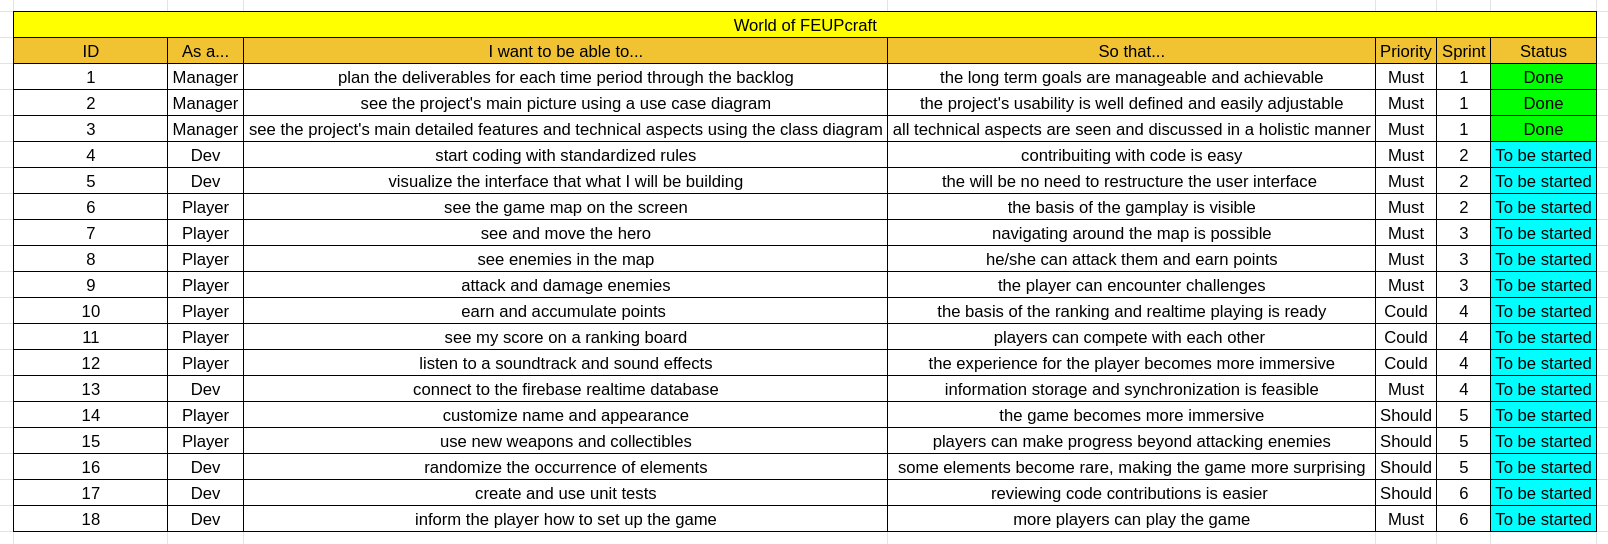 World of FEUPcraft
ID As a... I want to be able to... So that... Priority Sprint Status
1 Manager plan the deliverables for each time period through the backlog the long term goals are manageable and achievable Must 1 Done
2 Manager see the project's main picture using a use case diagram the project's usability is well defined and easily adjustable Must 1 Done
3 Manager see the project's main detailed features and technical aspects using the class diagram all technical aspects are seen and discussed in a holistic manner Must 1 Done
4 Dev start coding with standardized rules contribuiting with code is easy Must 2 To be started
5 Dev visualize the interface that what I will be building the will be no need to restructure the user interface Must 2 To be started
6 Player see the game map on the screen the basis of the gamplay is visible Must 2 To be started
7 Player see and move the hero navigating around the map is possible Must 3 To be started
8 Player see enemies in the map he/she can attack them and earn points Must 3 To be started
9 Player attack and damage enemies the player can encounter challenges Must 3 To be started
10 Player earn and accumulate points the basis of the ranking and realtime playing is ready Could 4 To be started
11 Player see my score on a ranking board players can compete with each other Could 4 To be started
12 Player listen to a soundtrack and sound effects the experience for the player becomes more immersive Could 4 To be started
13 Dev connect to the firebase realtime database information storage and synchronization is feasible Must 4 To be started
14 Player customize name and appearance the game becomes more immersive Should 5 To be started
15 Player use new weapons and collectibles players can make progress beyond attacking enemies Should 5 To be started
16 Dev randomize the occurrence of elements some elements become rare, making the game more surprising Should 5 To be started
17 Dev create and use unit tests reviewing code contributions is easier Should 6 To be started
18 Dev inform the player how to set up the game more players can play the game Must 6 To be started